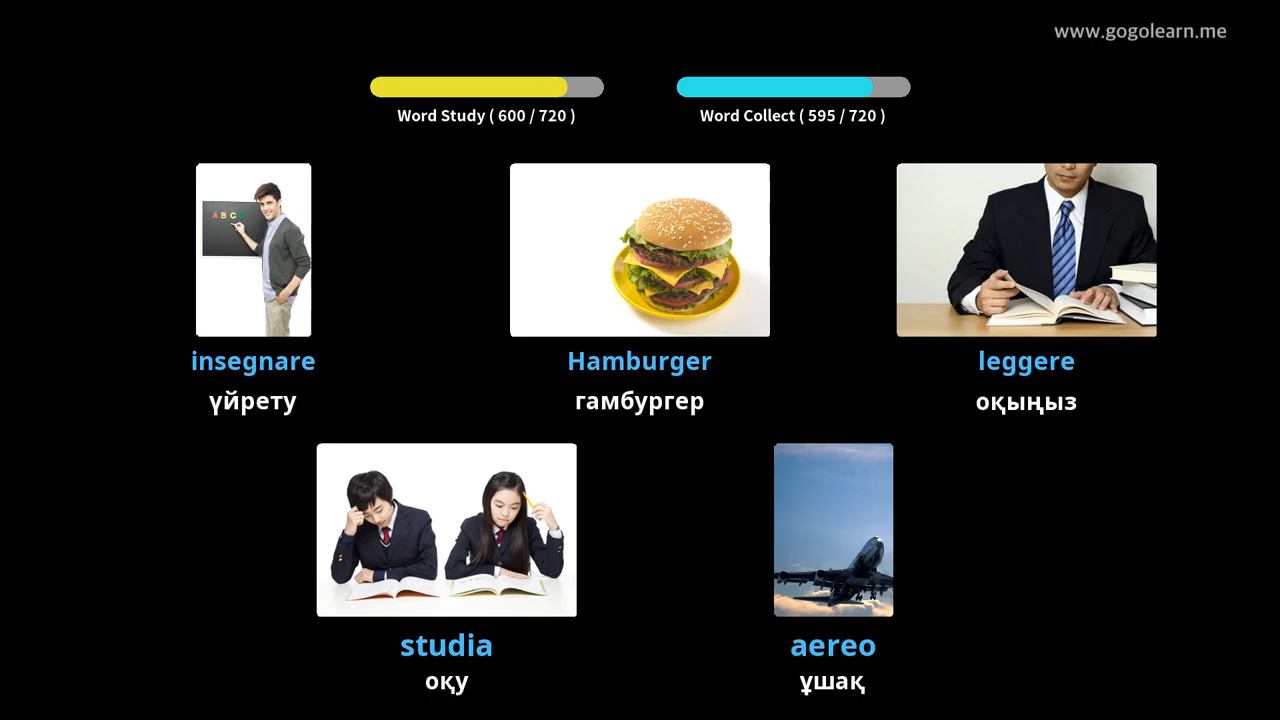 www.gogolearn.me
Word Study ( 600 / 720 )
Word Collect ( 595 / 720 )
A B C D
insegnare
үйрету
Hamburger
гамбургер
leggere
оқыңыз
studia
оқу
aereo
ұшақ